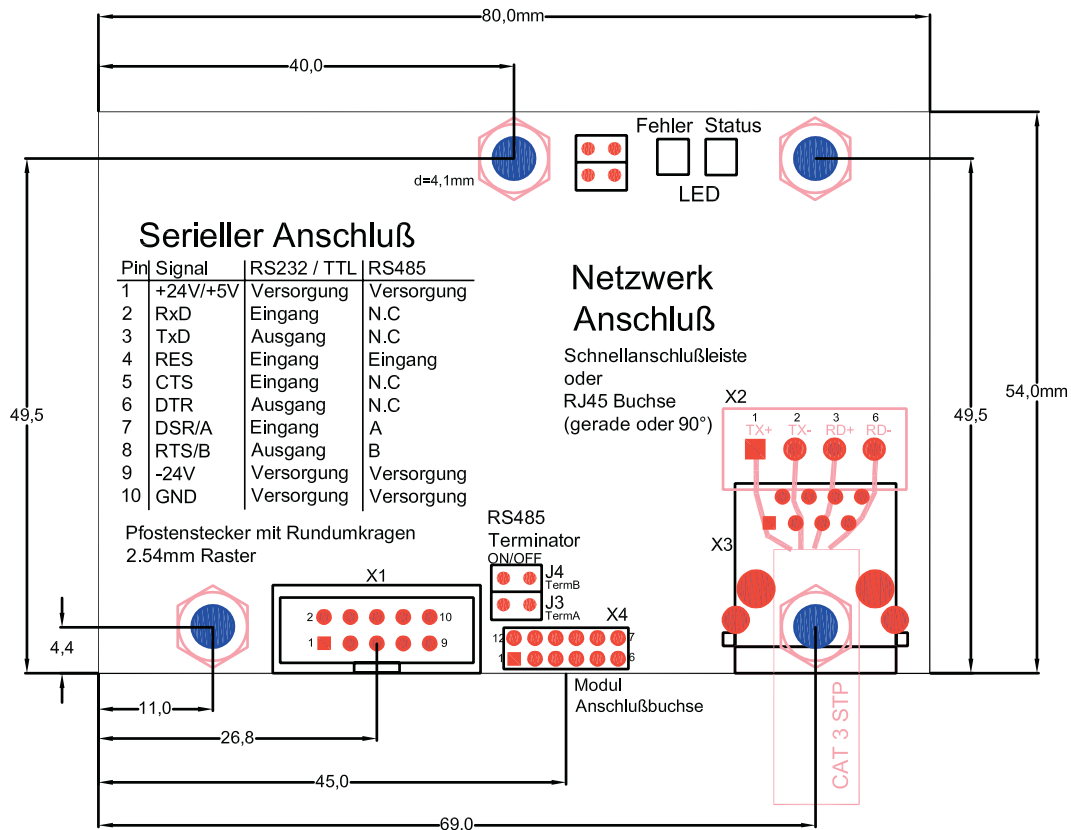 80,0mm
40,0
Fehler Status
LED
d=4,1mm
Serieller Anschluß
Pin Signal RS232 / TTL RS485
1 +24V/+5V Versorgung Versorgung
2 RxD Eingang N.C
3 TxD Ausgang N.C
4 RES Eingang Eingang
5 CTS Eingang N.C
6 DTR Ausgang N.C
7 DSR/A Eingang A
8 RTS/B Ausgang B
9 -24V Versorgung Versorgung
10 GND Versorgung Versorgung
Pfostenstecker mit Rundumkragen
2.54mm Raster
Netzwerk
Anschluß
Schnellanschlußleiste
oder
RJ45 Buchse
(gerade oder 90°)
49,5
49,5
54,0mm
X2
1 2 3 6
TX+ TX- RD+ RD-
X3
RS485
Terminator
ON/OFF
J4
TermB
J3
TermA
X1
2 10
1 9
X4
12 7
1 6
Modul
Anschlußbuchse
CAT 3 STP
4,4
11,0
26,8
45,0
69,0